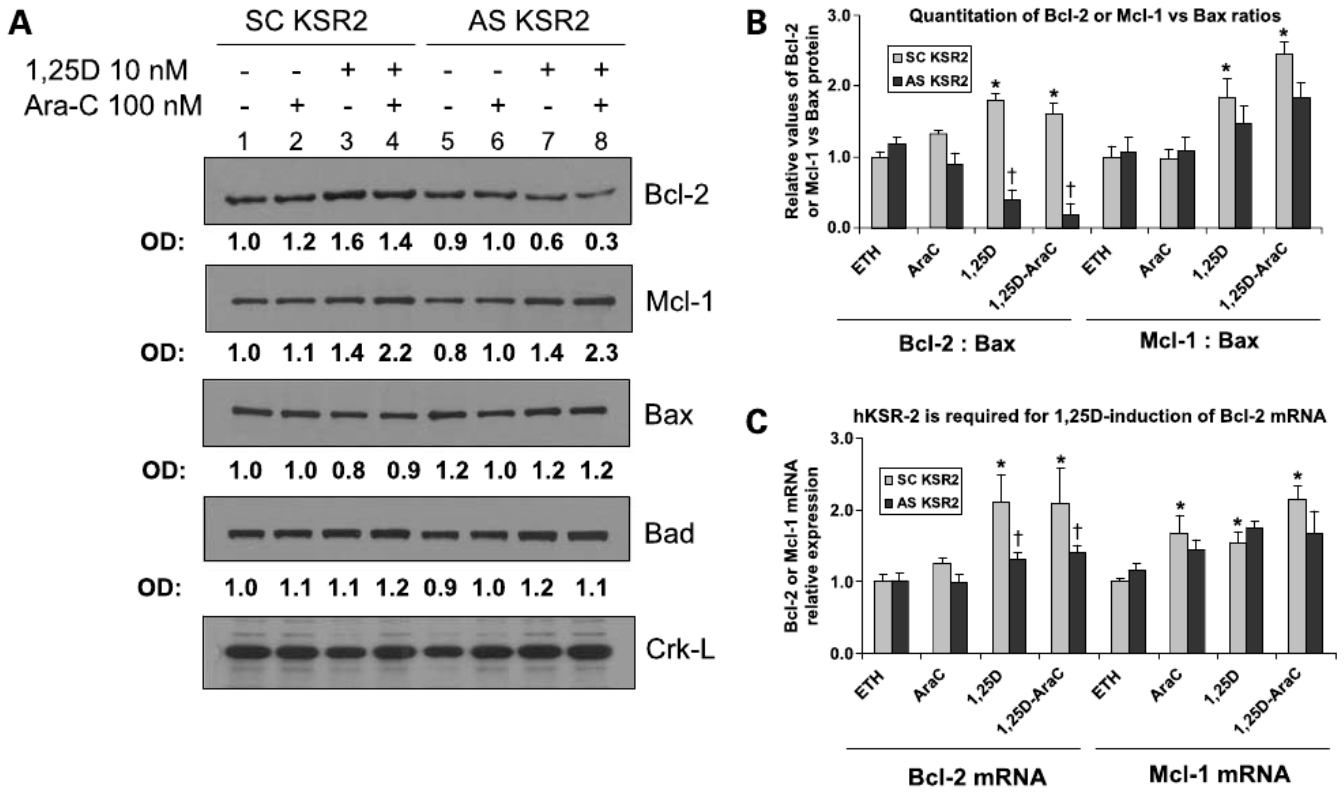 A
SC KSR2 AS KSR2
1,25D 10 nM - - + + - - + +
Ara-C 100 nM - + - + - + - +
1 2 3 4 5 6 7 8
Bcl-2
OD: 1.0 1.2 1.6 1.4 0.9 1.0 0.6 0.3
Mcl-1
OD: 1.0 1.1 1.4 2.2 0.8 1.0 1.4 2.3
Bax
OD: 1.0 1.0 0.8 0.9 1.2 1.0 1.2 1.2
Bad
OD: 1.0 1.1 1.1 1.2 0.9 1.0 1.2 1.1
Crk-L
B
Quantitation of Bcl-2 or Mcl-1 vs Bax ratios
Relative values of Bcl-2
or Mcl-1 vs Bax protein
3.0
2.0
1.0
0.0
SC KSR2
AS KSR2
* * * *
† †
ETH AraC 1,25D 1,25D-AraC ETH AraC 1,25D 1,25D-AraC
Bcl-2 : Bax Mcl-1 : Bax
C
hKSR-2 is required for 1,25D-induction of Bcl-2 mRNA
Bcl-2 or Mcl-1 mRNA
relative expression
3.0
2.0
1.0
0.0
SC KSR2
AS KSR2
* * * * *
† †
ETH AraC 1,25D 1,25D-AraC ETH AraC 1,25D 1,25D-AraC
Bcl-2 mRNA Mcl-1 mRNA